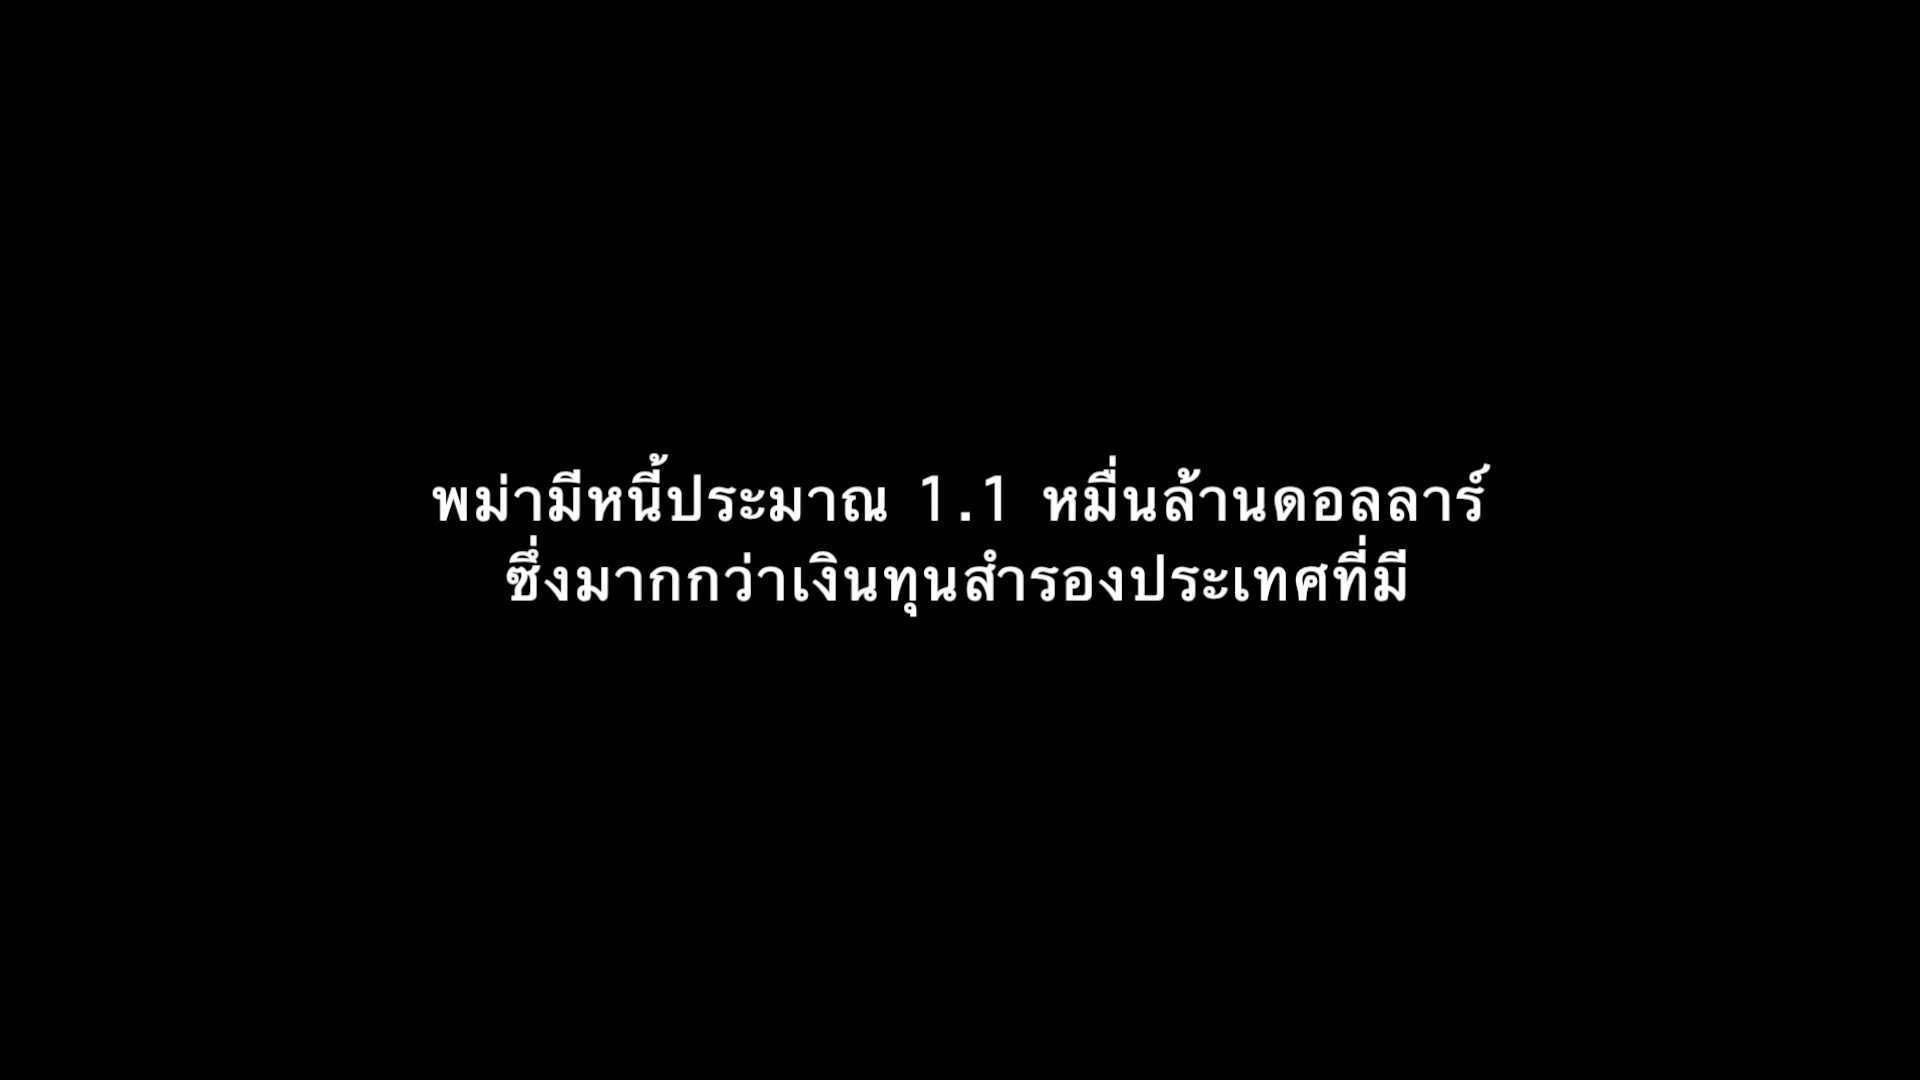 พม่ามีหนี้ประมาณ 1.1 หมื่นล้านดอลลาร์
ซึ่งมากกว่าเงินทุนสำรองประเทศที่มี